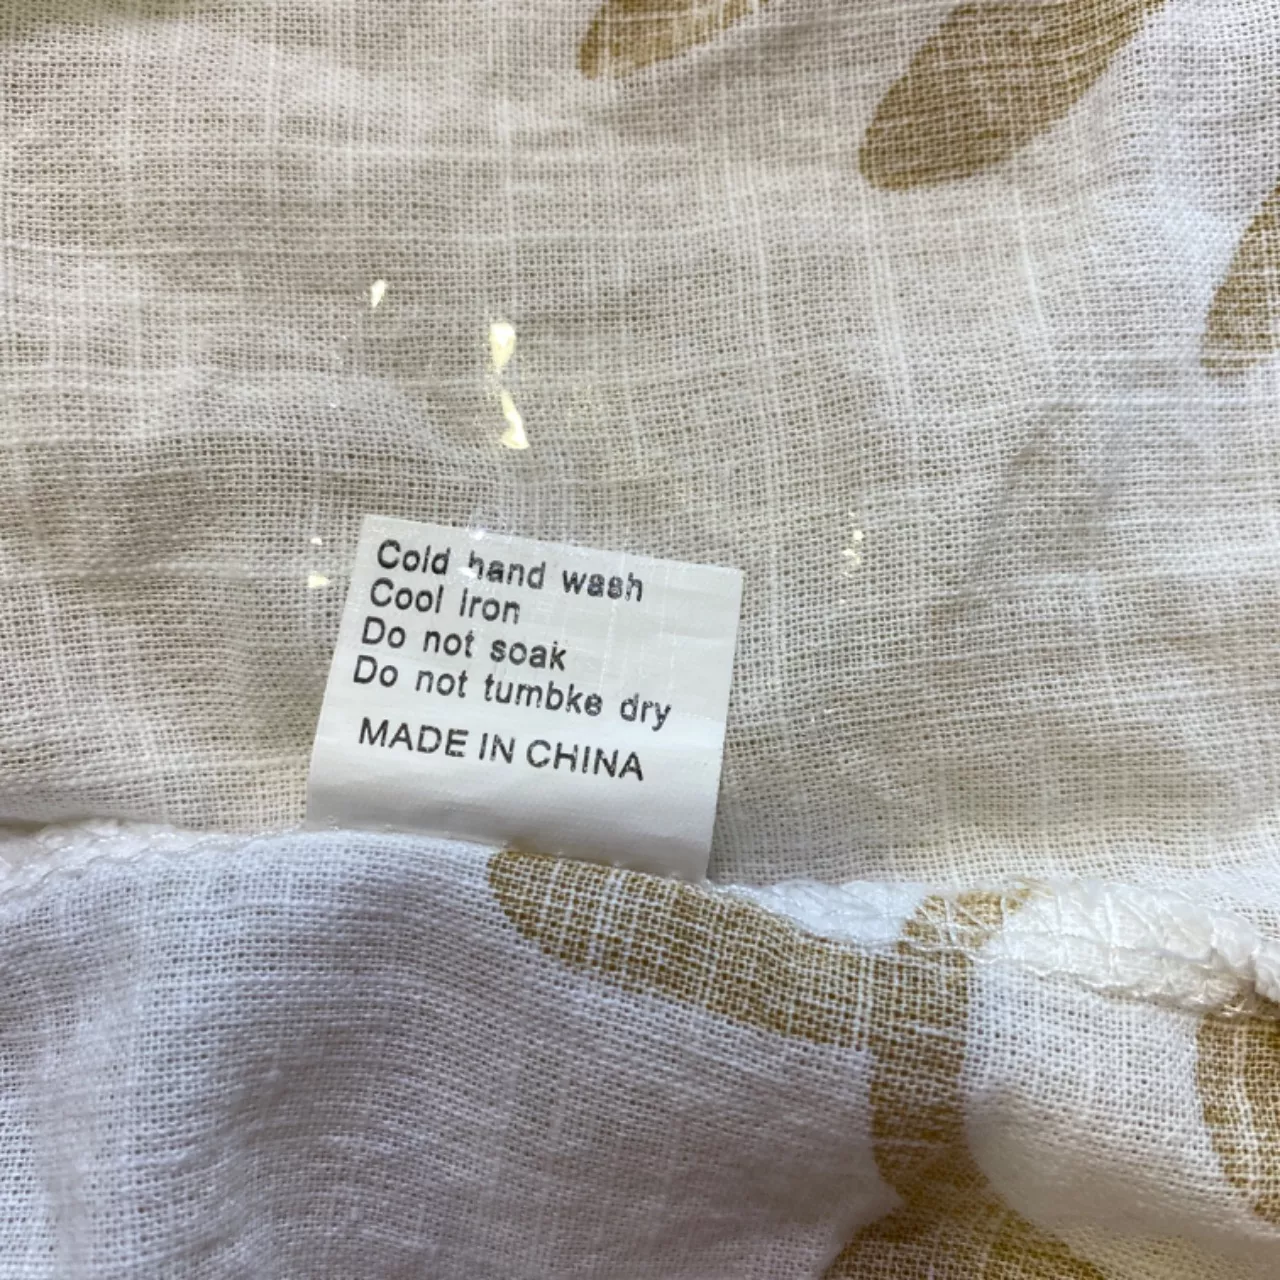 Cold hand wash
Cool iron
Do not soak
Do not tumbke dry
MADE IN CHINA